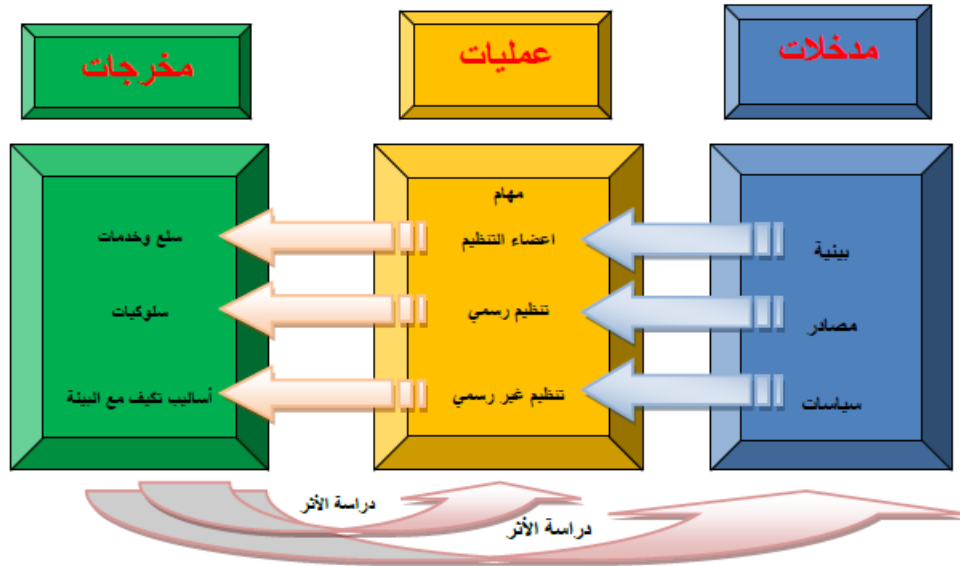 مدخلات
عمليات
مخرجات
بينية
مصادر
سياسات
مهام
اعضاء التنظيم
تنظيم رسمي
تنظيم غير رسمي
سلع وخدمات
سلوكيات
أساليب تكيف مع البيئة
دراسة الأثر
دراسة الأثر